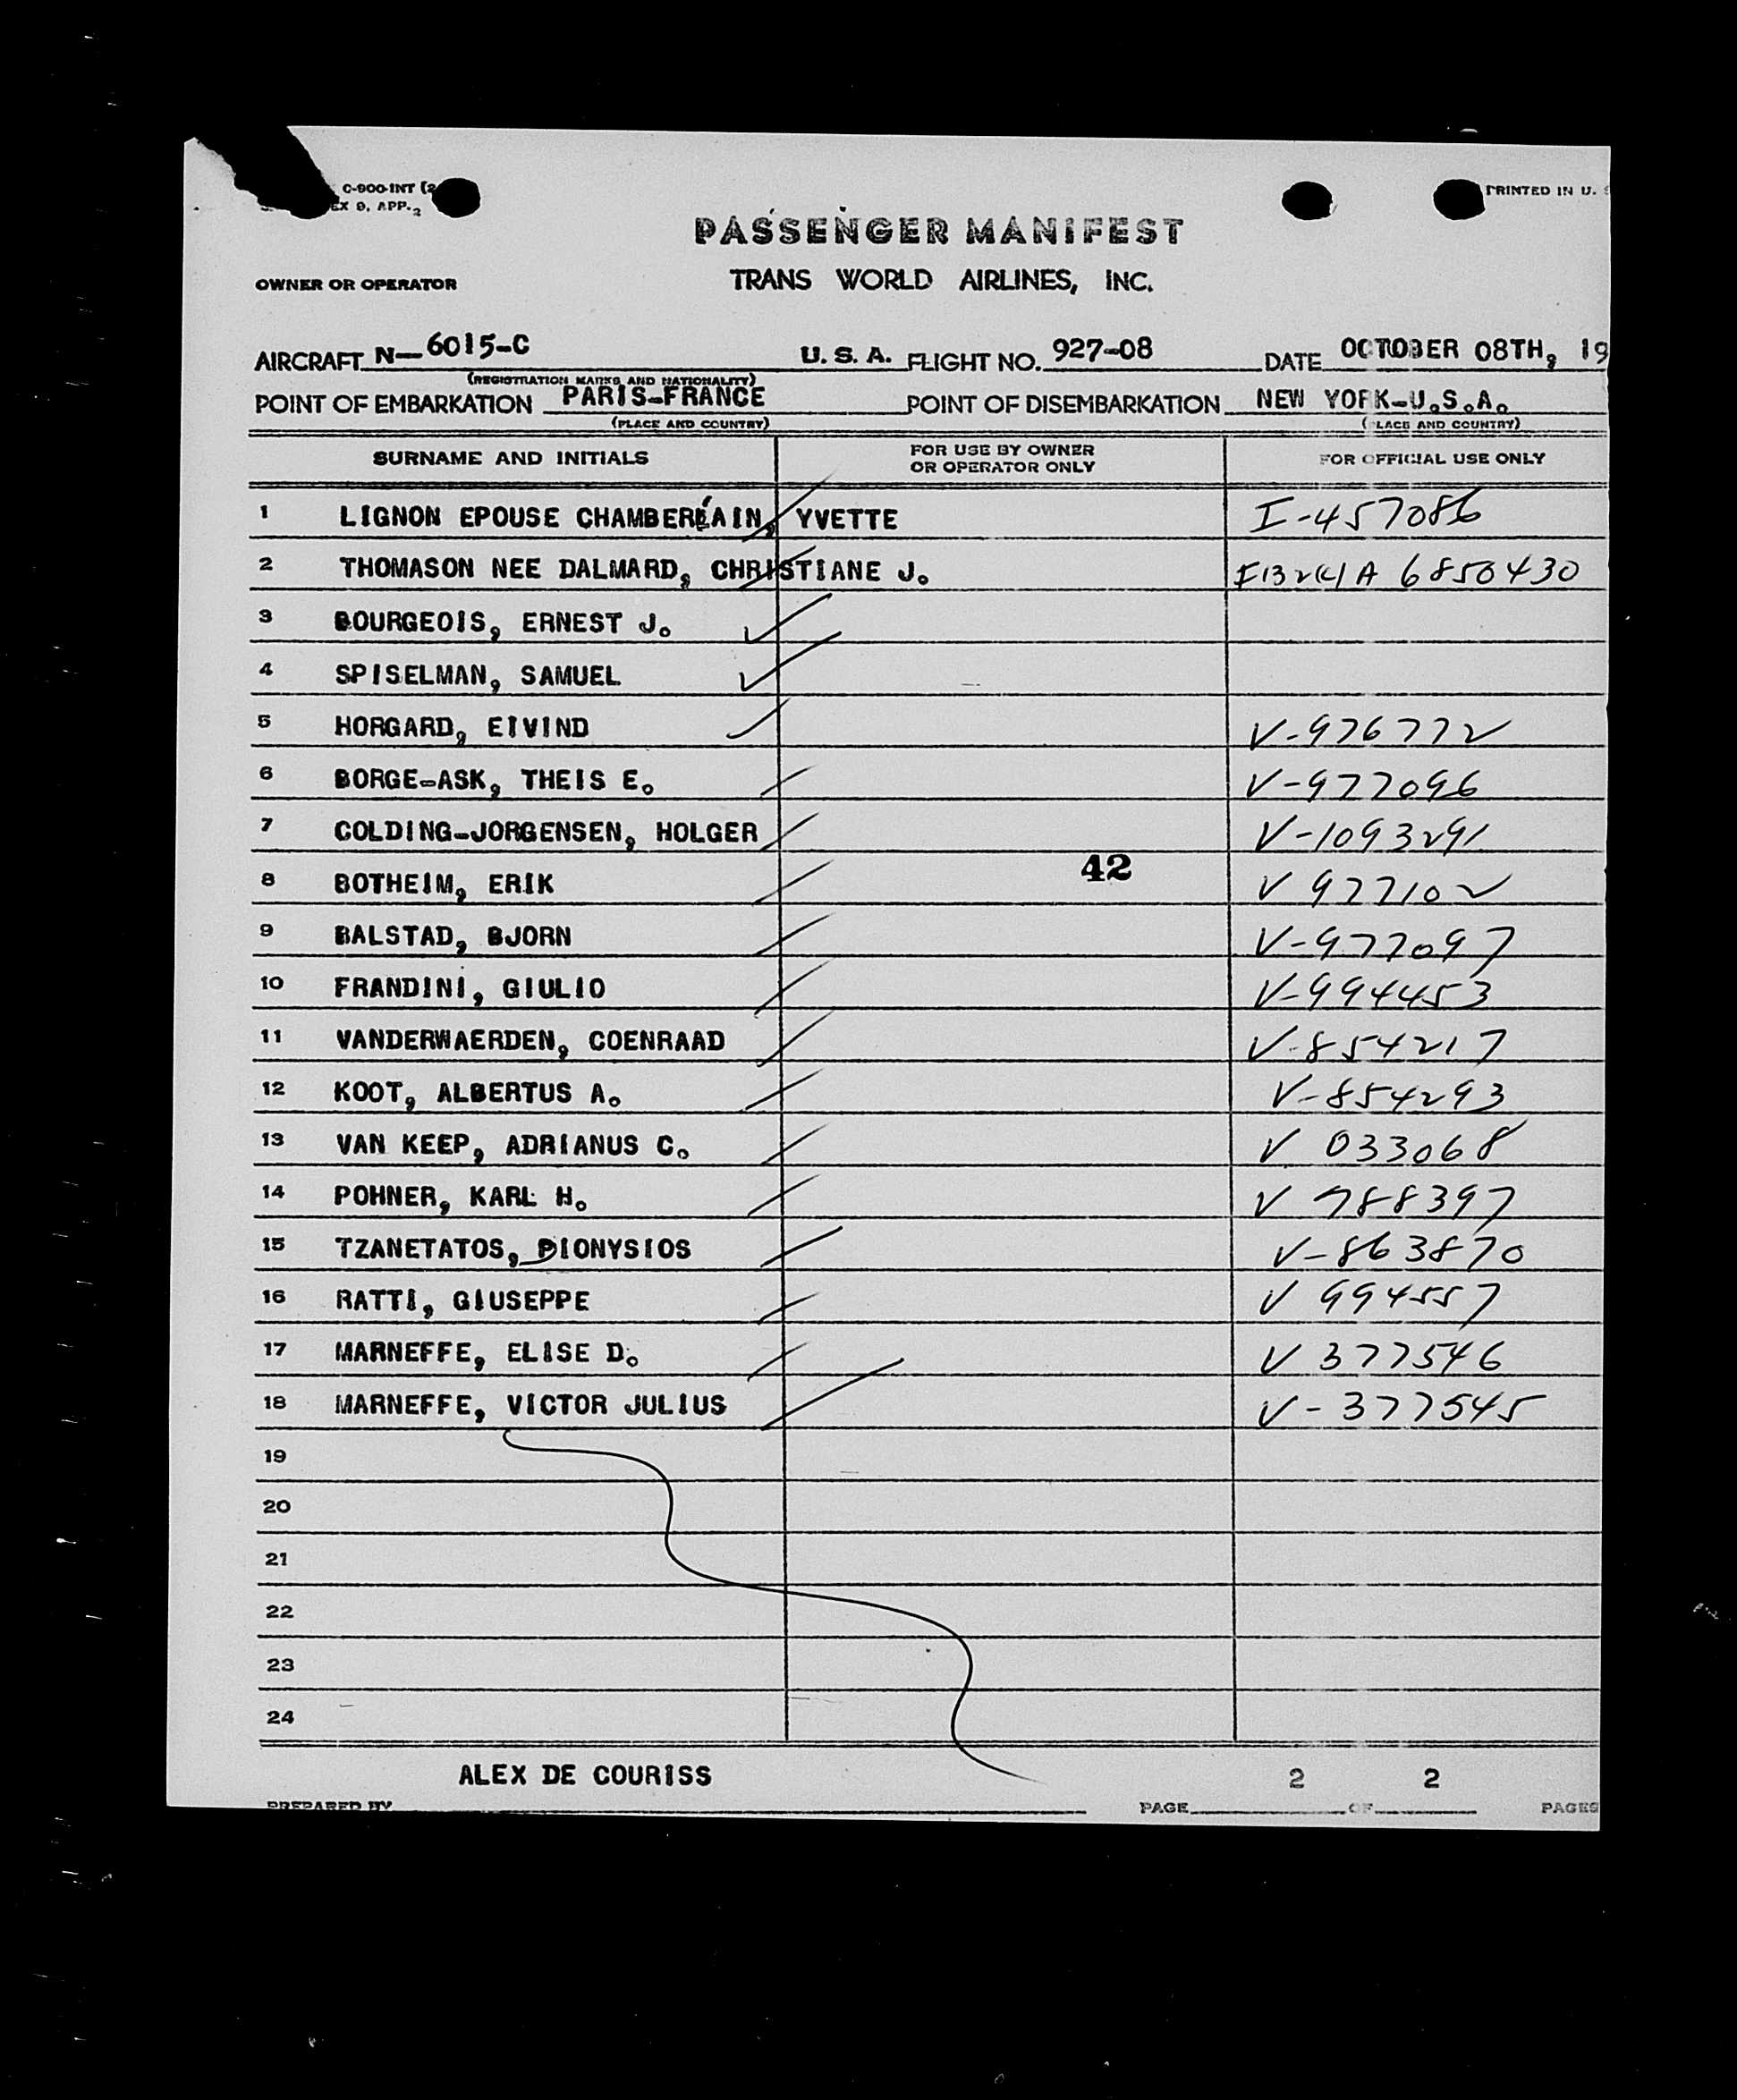 C-900-INT (2
EX 9, APP. 2
PRINTED IN U. S
PASSENGER MANIFEST
OWNER OR OPERATOR TRANS WORLD AIRLINES, INC.
AIRCRAFT N-6015-C U. S. A. FLIGHT NO. 927-08 DATE OCTOBER 08TH, 19
(REGISTRATION MARKS AND NATIONALITY)
POINT OF EMBARKATION PARIS-FRANCE POINT OF DISEMBARKATION NEW YORK-U.S.A.
(PLACE AND COUNTRY) (PLACE AND COUNTRY)
SURNAME AND INITIALS FOR USE BY OWNER OR OPERATOR ONLY FOR OFFICIAL USE ONLY
1 LIGNON EPOUSE CHAMBERLAIN, YVETTE I-457086
2 THOMASON NEE DALMARD, CHRISTIANE J. A 6850430
3 BOURGEOIS, ERNEST J.
4 SPISELMAN, SAMUEL
5 HORGARD, EIVIND V-976772
6 BORGE-ASK, THEIS E. V-977096
7 COLDING-JORGENSEN, HOLGER V-1093291
42
8 BOTHEIM, ERIK V 977102
9 BALSTAD, BJORN V-977097
10 FRANDINI, GIULIO V-994453
11 VANDERWAERDEN, COENRAAD V-854217
12 KOOT, ALBERTUS A. V-854293
13 VAN KEEP, ADRIANUS C. V 033068
14 POHNER, KARL H. V 788397
15 TZANETATOS, DIONYSIOS V-863870
16 RATTI, GIUSEPPE V 994557
17 MARNEFFE, ELISE D. V 377546
18 MARNEFFE, VICTOR JULIUS V-377545
19
20
21
22
23
24
ALEX DE COURISS 2 2
PREPARED BY PAGE OF PAGES